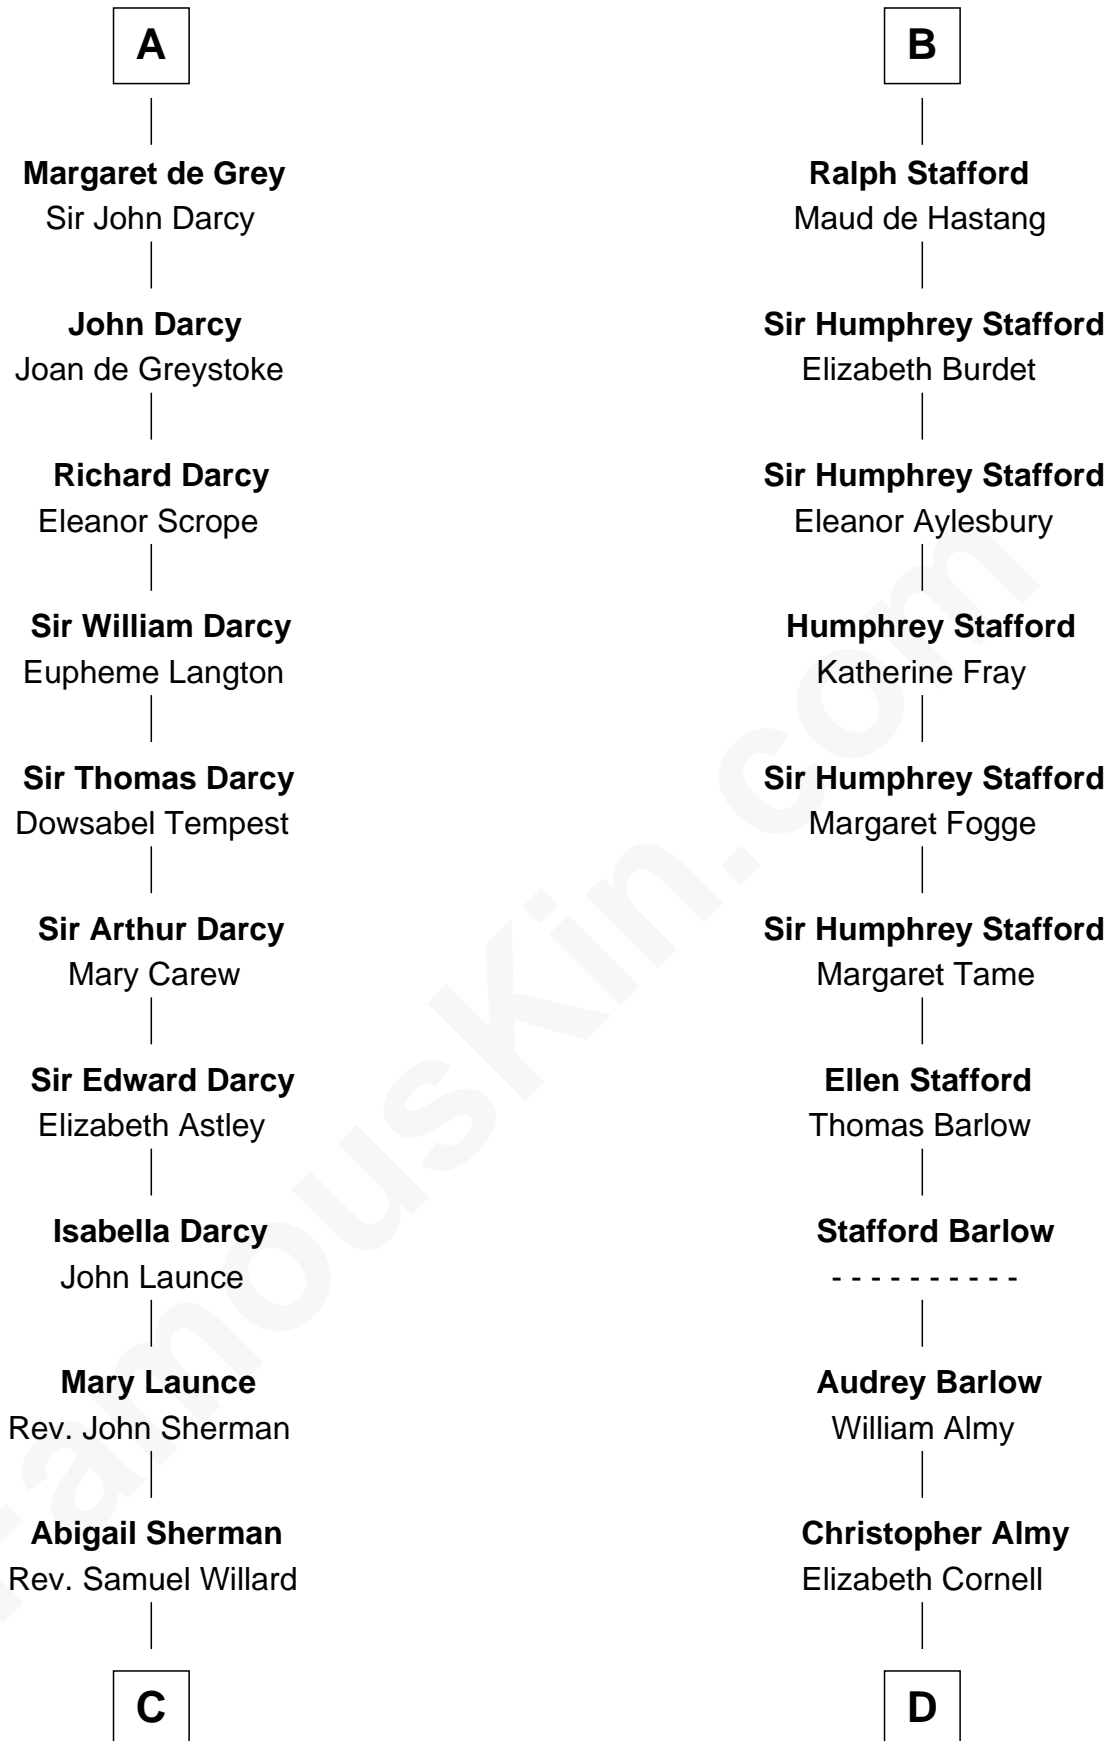 A
Margaret de Grey
Sir John Darcy
John Darcy
Joan de Greystoke
Richard Darcy
Eleanor Scrope
Sir William Darcy
Eupheme Langton
Sir Thomas Darcy
Dowsabel Tempest
Sir Arthur Darcy
Mary Carew
Sir Edward Darcy
Elizabeth Astley
Isabella Darcy
John Launce
Mary Launce
Rev. John Sherman
Abigail Sherman
Rev. Samuel Willard
C
B
Ralph Stafford
Maud de Hastang
Sir Humphrey Stafford
Elizabeth Burdet
Sir Humphrey Stafford
Eleanor Aylesbury
Humphrey Stafford
Katherine Fray
Sir Humphrey Stafford
Margaret Fogge
Sir Humphrey Stafford
Margaret Tame
Ellen Stafford
Thomas Barlow
Stafford Barlow
- - - - - - - - - -
Audrey Barlow
William Almy
Christopher Almy
Elizabeth Cornell
D
FamousKin.com